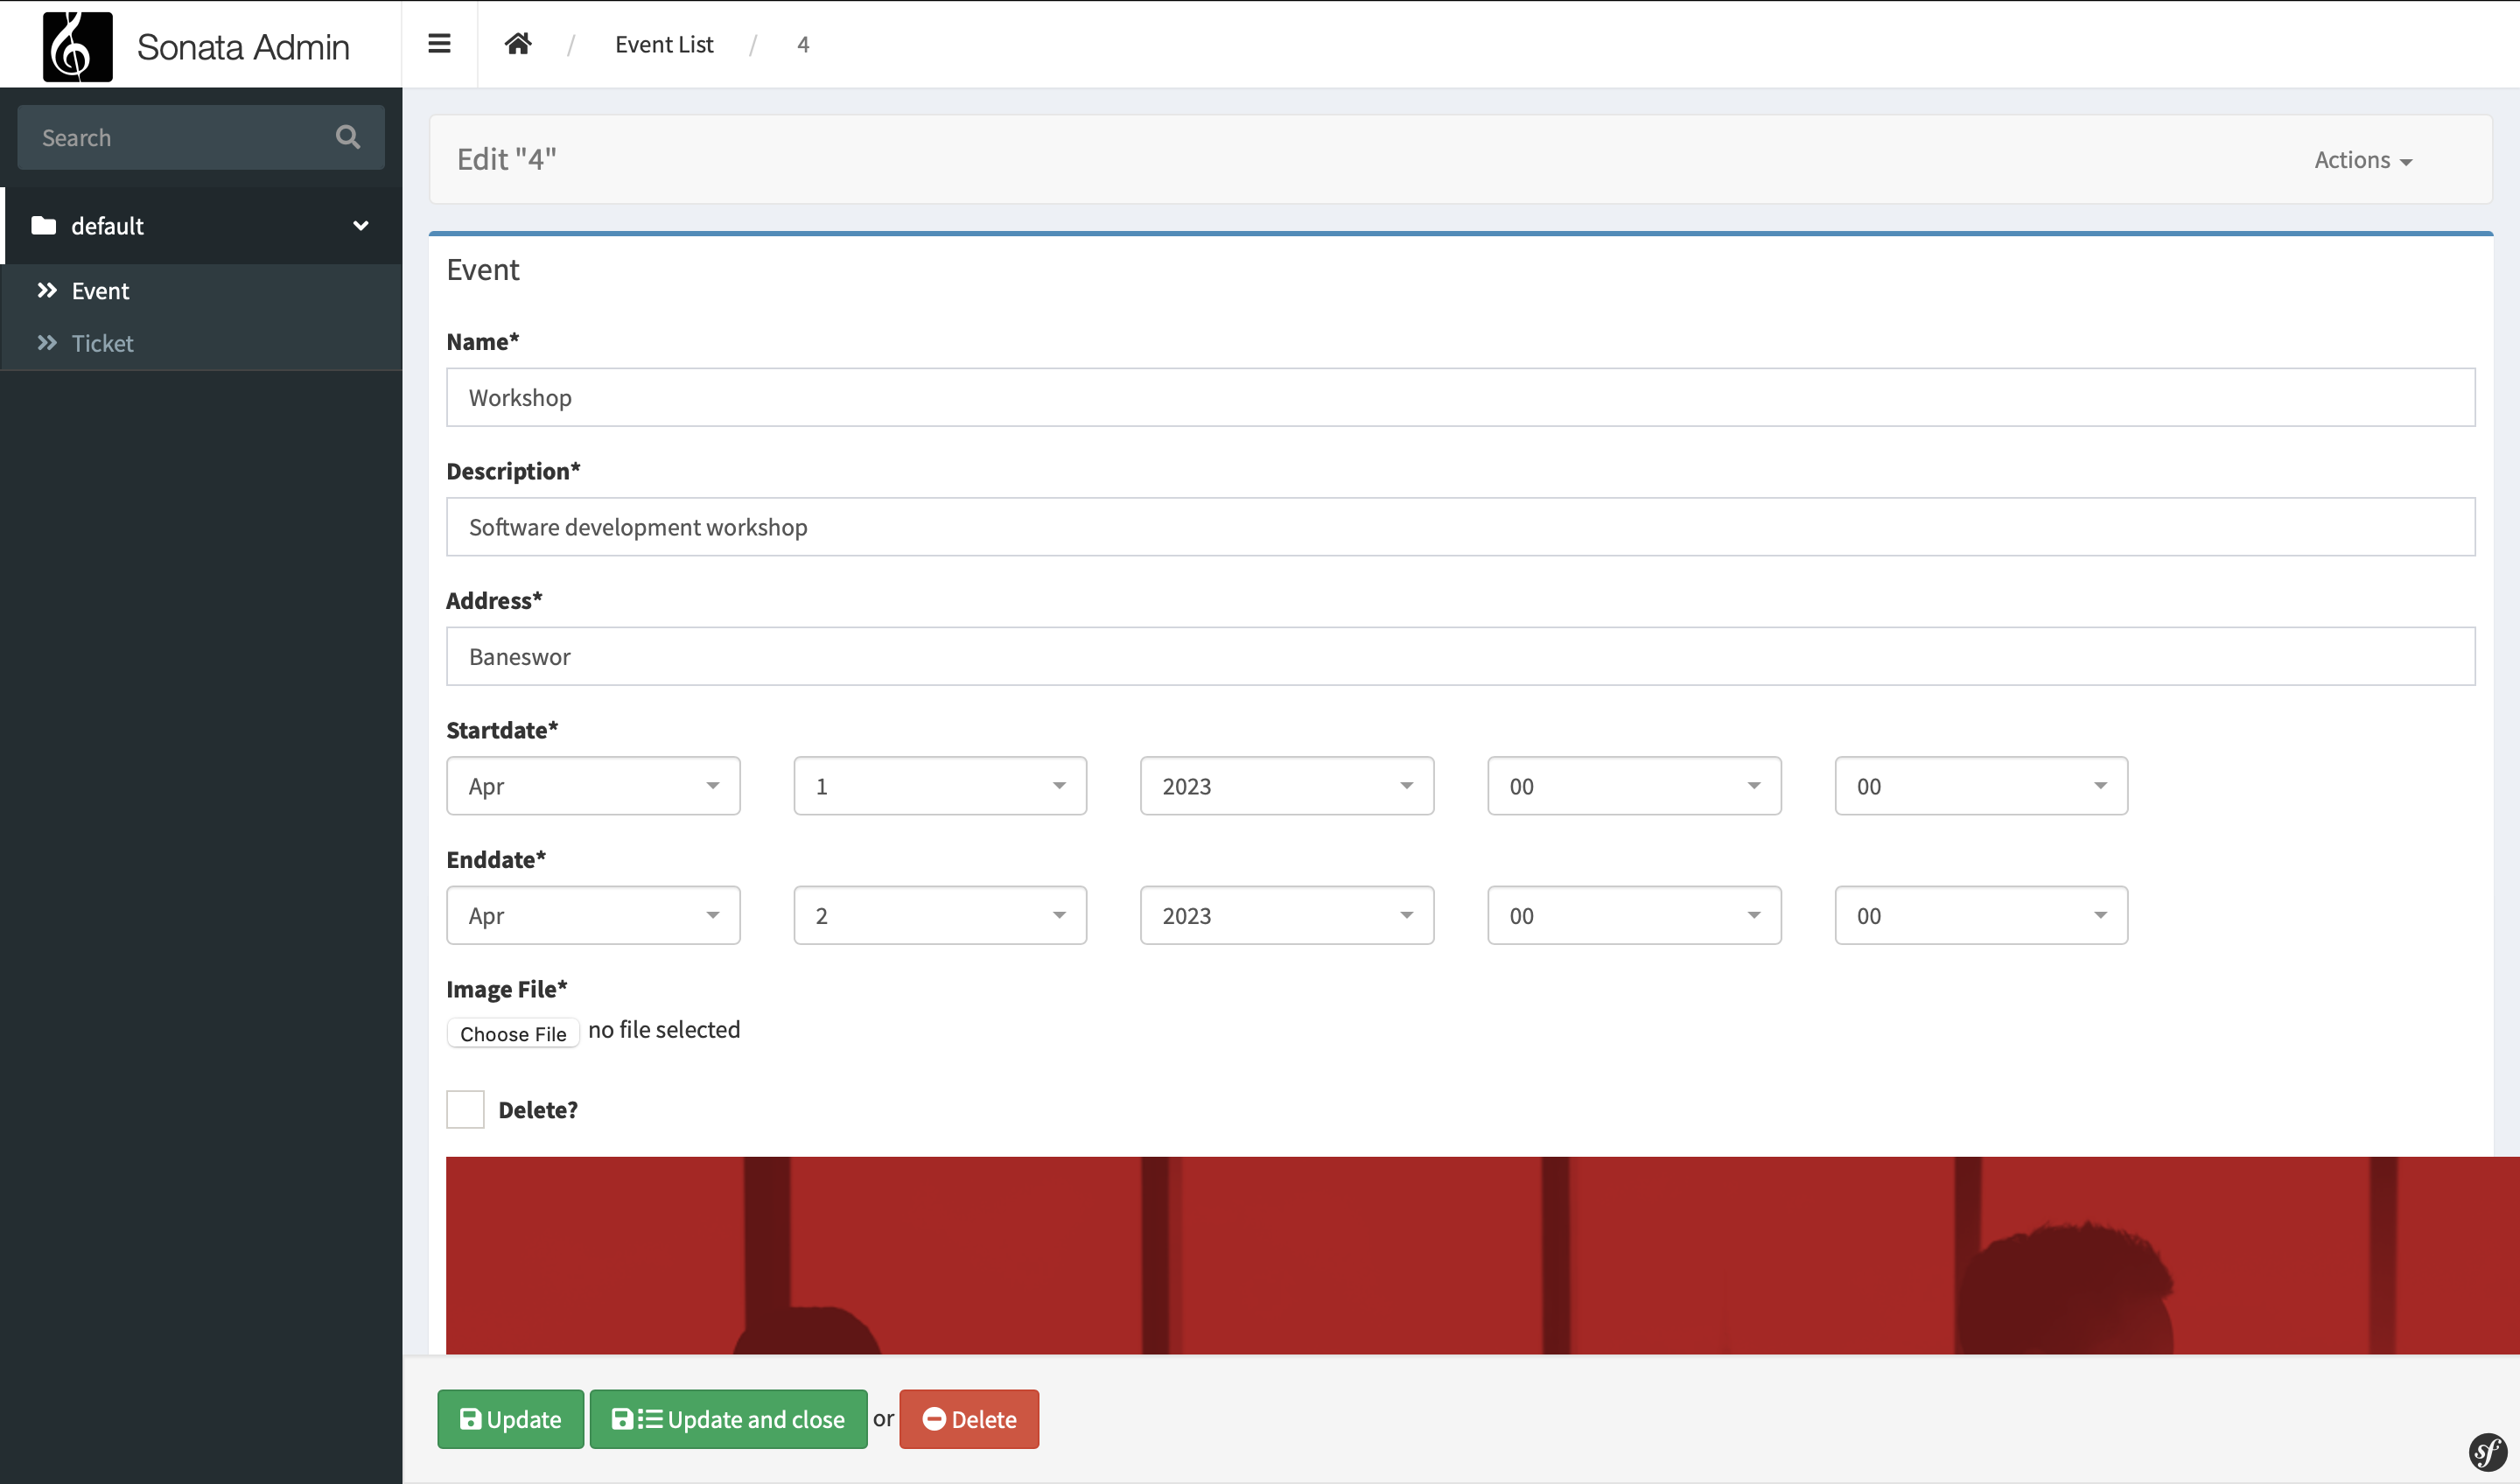 Sonata Admin
/ Event List / 4
Search
default
Event
Ticket
Edit "4"
Actions
Event
Name*
Workshop
Description*
Software development workshop
Address*
Baneswor
Startdate*
Apr 1 2023 00 00
Enddate*
Apr 2 2023 00 00
Image File*
Choose File no file selected
Delete?
Update Update and close or Delete
sf